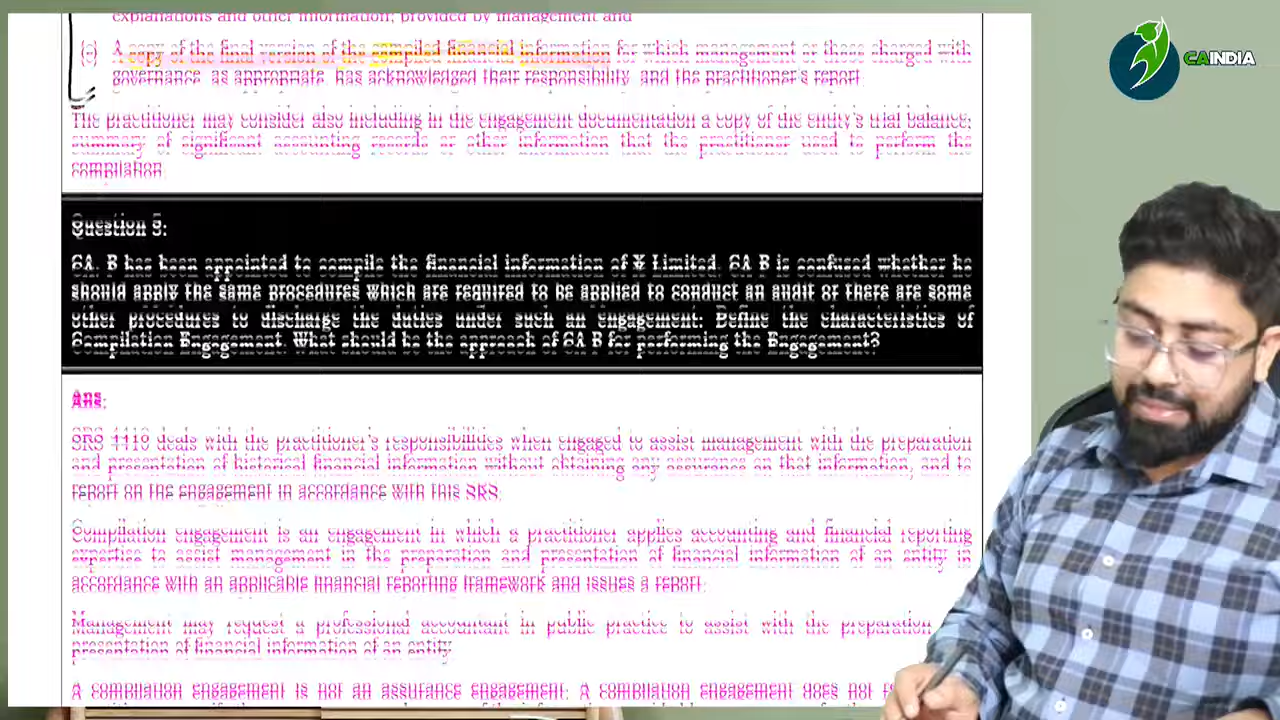 explanations and other information; provided by management and
A copy of the final version of the compiled financial information for which management or those charged with
governance, as appropriate, has acknowledged their responsibility, and the practitioner's report
The practitioner may consider also including in the engagement documentation a copy of the entity's trial balance,
summary of significant accounting records or other information that the practitioner used to perform the
compilation
Question 5:
CA. B has been appointed to compile the financial information of Limited. CA B is confused whether he
should apply the same procedures which are required to be applied to conduct an audit or there are some
other procedures to discharge the duties under such an engagement. Define the characteristics of
Compilation Engagement. What should be the approach of CA B for performing the Engagement?
Ans:
SRS 4410 deals with the practitioner's responsibilities when engaged to assist management with the preparation
and presentation of historical financial information without obtaining any assurance on that information, and to
report on the engagement in accordance with this SRS.
Compilation engagement is an engagement in which a practitioner applies accounting and financial reporting
expertise to assist management in the preparation and presentation of financial information of an entity in
accordance with an applicable financial reporting framework and issues a report.
Management may request a professional accountant in public practice to assist with the preparation
presentation of financial information of an entity
A compilation engagement is not an assurance engagement. A compilation engagement does not
CAINDIA